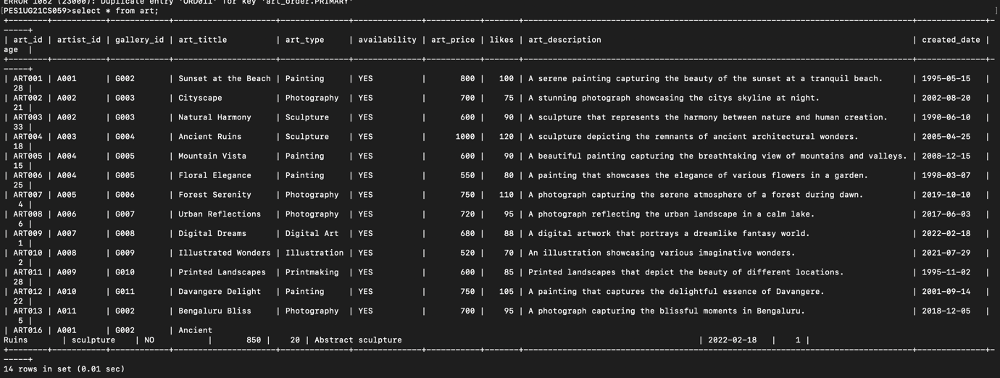 ERROR 1062 (23000): Duplicate entry 'ORD011' for key 'art_order.PRIMARY'
[PES1UG21CS059>select * from art; ]
+--------+-----------+------------+---------------------+-------------+--------------+-----------+-------+-------------------------------------------------------------------------------+--------------+-
-----+
| art_id | artist_id | gallery_id | art_tittle          | art_type    | availability | art_price | likes | art_description                                                               | created_date |
age  |
+--------+-----------+------------+---------------------+-------------+--------------+-----------+-------+-------------------------------------------------------------------------------+--------------+-
-----+
| ART001 | A001      | G002       | Sunset at the Beach | Painting    | YES          |       800 |   100 | A serene painting capturing the beauty of the sunset at a tranquil beach.     | 1995-05-15   |
  28 |
| ART002 | A002      | G003       | Cityscape           | Photography | YES          |       700 |    75 | A stunning photograph showcasing the citys skyline at night.                  | 2002-08-20   |
  21 |
| ART003 | A002      | G003       | Natural Harmony     | Sculpture   | YES          |       600 |    90 | A sculpture that represents the harmony between nature and human creation.    | 1990-06-10   |
  33 |
| ART004 | A003      | G004       | Ancient Ruins       | Sculpture   | YES          |      1000 |   120 | A sculpture depicting the remnants of ancient architectural wonders.          | 2005-04-25   |
  18 |
| ART005 | A004      | G005       | Mountain Vista      | Painting    | YES          |       600 |    90 | A beautiful painting capturing the breathtaking view of mountains and valleys. | 2008-12-15   |
  15 |
| ART006 | A004      | G005       | Floral Elegance     | Painting    | YES          |       550 |    80 | A painting that showcases the elegance of various flowers in a garden.        | 1998-03-07   |
  25 |
| ART007 | A005      | G006       | Forest Serenity     | Photography | YES          |       750 |   110 | A photograph capturing the serene atmosphere of a forest during dawn.         | 2019-10-10   |
   4 |
| ART008 | A006      | G007       | Urban Reflections   | Photography | YES          |       720 |    95 | A photograph reflecting the urban landscape in a calm lake.                   | 2017-06-03   |
   6 |
| ART009 | A007      | G008       | Digital Dreams      | Digital Art | YES          |       680 |    88 | A digital artwork that portrays a dreamlike fantasy world.                    | 2022-02-18   |
   1 |
| ART010 | A008      | G009       | Illustrated Wonders | Illustration | YES          |       520 |    70 | An illustration showcasing various imaginative wonders.                       | 2021-07-29   |
   2 |
| ART011 | A009      | G010       | Printed Landscapes  | Printmaking | YES          |       600 |    85 | Printed landscapes that depict the beauty of different locations.             | 1995-11-02   |
  28 |
| ART012 | A010      | G011       | Davangere Delight   | Painting    | YES          |       750 |   105 | A painting that captures the delightful essence of Davangere.                 | 2001-09-14   |
  22 |
| ART013 | A011      | G002       | Bengaluru Bliss     | Photography | YES          |       700 |    95 | A photograph capturing the blissful moments in Bengaluru.                     | 2018-12-05   |
   5 |
| ART016 | A001      | G002       | Ancient
Ruins       | sculpture    | NO           |       850 |    20 | Abstract sculpture                                                            | 2022-02-18   |    1 |
+--------+-----------+------------+---------------------+-------------+--------------+-----------+-------+-------------------------------------------------------------------------------+--------------+-
-----+
14 rows in set (0.01 sec)